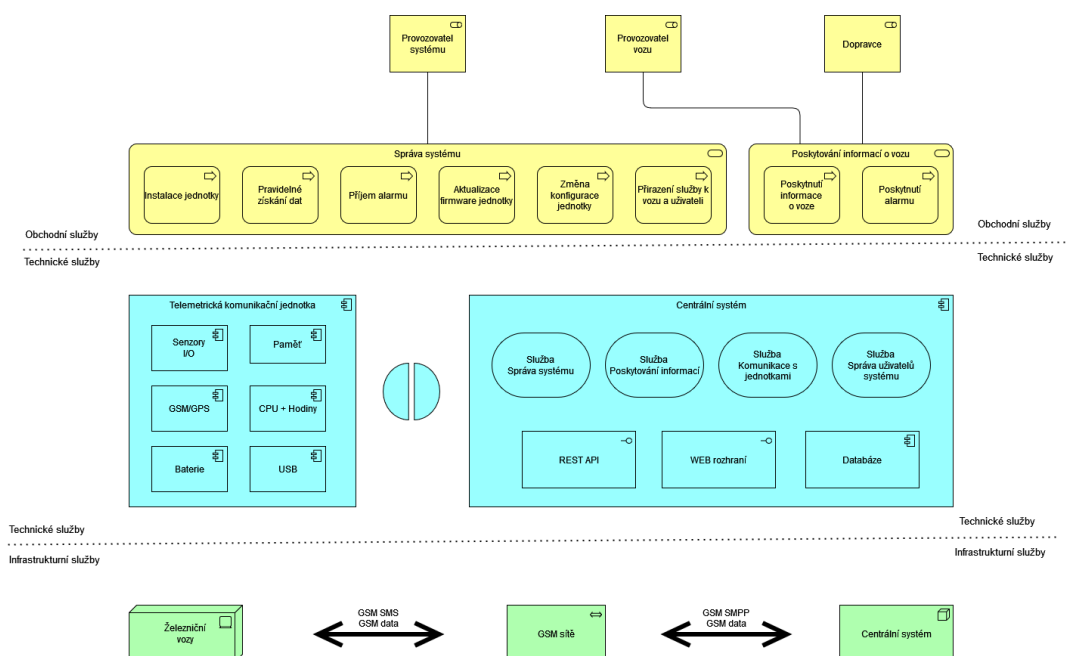 Provozovatel
systému
Provozovatel
vozu
Dopravce
Správa systému
Instalace jednotky
Pravidelné
získání dat
Příjem alarmu
Aktualizace
firmware jednotky
Změna
konfigurace
jednotky
Přirazení služby k
vozu a uživateli
Poskytování informací o vozu
Poskytnutí
informace
o voze
Poskytnutí
alarmu
Obchodní služby
Obchodní služby
Technické služby
Technické služby
Telemetrická komunikační jednotka
Senzory
I/O
Paměť
GSM/GPS
CPU + Hodiny
Baterie
USB
Centrální systém
Služba
Správa systému
Služba
Poskytování informací
Služba
Komunikace s
jednotkami
Služba
Správa uživatelů
systému
REST API
WEB rozhraní
Databáze
Technické služby
Technické služby
Infrastrukturní služby
Infrastrukturní služby
Železniční
vozy
GSM SMS
GSM data
GSM sítě
GSM SMPP
GSM data
Centrální systém